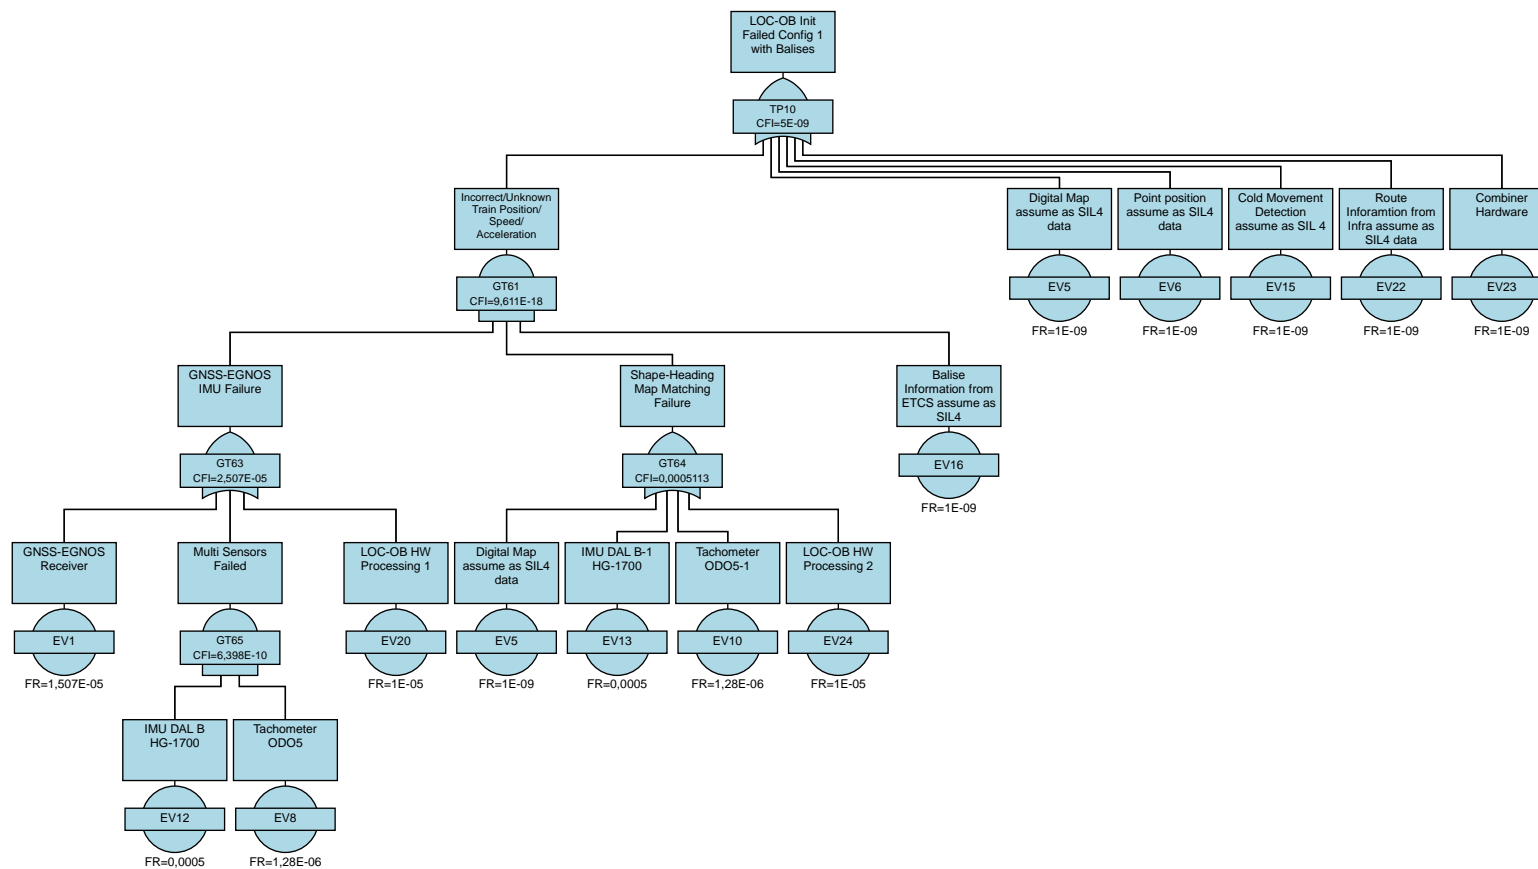 LOC-OB Init
Failed Config 1
with Balises
TP10
CFI=5E-09
Incorrect/Unknown
Train Position/
Speed/
Acceleration
GT61
CFI=9,611E-18
Digital Map
assume as SIL4
data
EV5
FR=1E-09
Point position
assume as SIL4
data
EV6
FR=1E-09
Cold Movement
Detection
assume as SIL 4
EV15
FR=1E-09
Route
Inforamtion from
Infra assume as
SIL4 data
EV22
FR=1E-09
Combiner
Hardware
EV23
FR=1E-09
GNSS-EGNOS
IMU Failure
GT63
CFI=2,507E-05
Shape-Heading
Map Matching
Failure
GT64
CFI=0,0005113
Balise
Information from
ETCS assume as
SIL4
EV16
FR=1E-09
GNSS-EGNOS
Receiver
EV1
FR=1,507E-05
Multi Sensors
Failed
GT65
CFI=6,398E-10
LOC-OB HW
Processing 1
EV20
FR=1E-05
Digital Map
assume as SIL4
data
EV5
FR=1E-09
IMU DAL B-1
HG-1700
EV13
FR=0,0005
Tachometer
ODO5-1
EV10
FR=1,28E-06
LOC-OB HW
Processing 2
EV24
FR=1E-05
IMU DAL B
HG-1700
EV12
FR=0,0005
Tachometer
ODO5
EV8
FR=1,28E-06